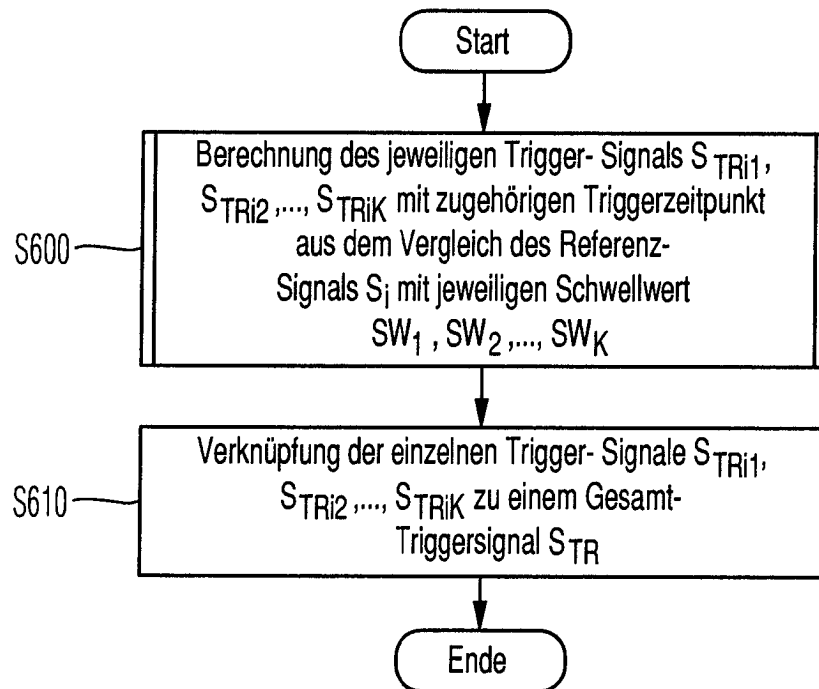 Start
Berechnung des jeweiligen Trigger- Signals S TRi1,
S TRi2 ,..., S TRiK mit zugehörigen Triggerzeitpunkt
aus dem Vergleich des Referenz-
Signals Si mit jeweiligen Schwellwert
SW1 , SW2 ,..., SWK
S600
Verknüpfung der einzelnen Trigger- Signale S TRi1,
S TRi2 ,..., S TRiK zu einem Gesamt-
Triggersignal S TR
S610
Ende